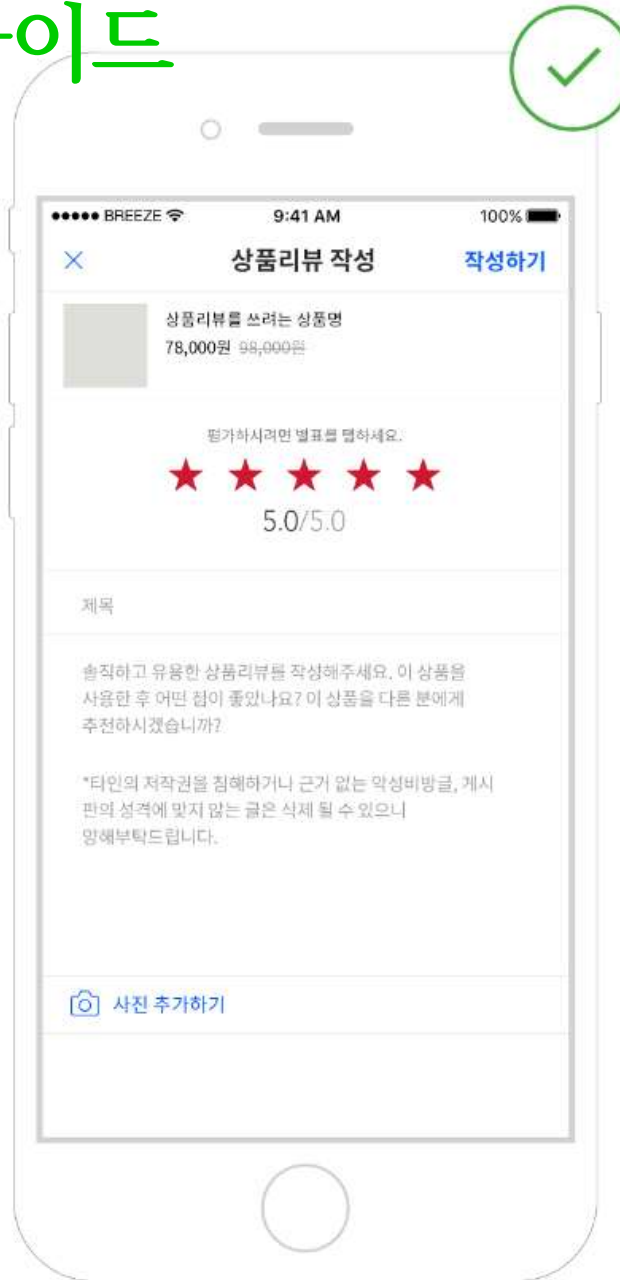 이드
BREEZE 9:41 AM 100%
상품리뷰 작성 작성하기
상품리뷰를 쓰려는 상품명
78,000원 98,000원
평가하시려면 별표를 탭하세요.
5.0/5.0
제목
솔직하고 유용한 상품리뷰를 작성해주세요. 이 상품을
사용한 후 어떤 점이 좋았나요? 이 상품을 다른 분에게
추천하시겠습니까?
*타인의 저작권을 침해하거나 근거 없는 악성비방글, 게시
판의 성격에 맞지 않는 글은 삭제 될 수 있으니
양해부탁드립니다.
사진 추가하기